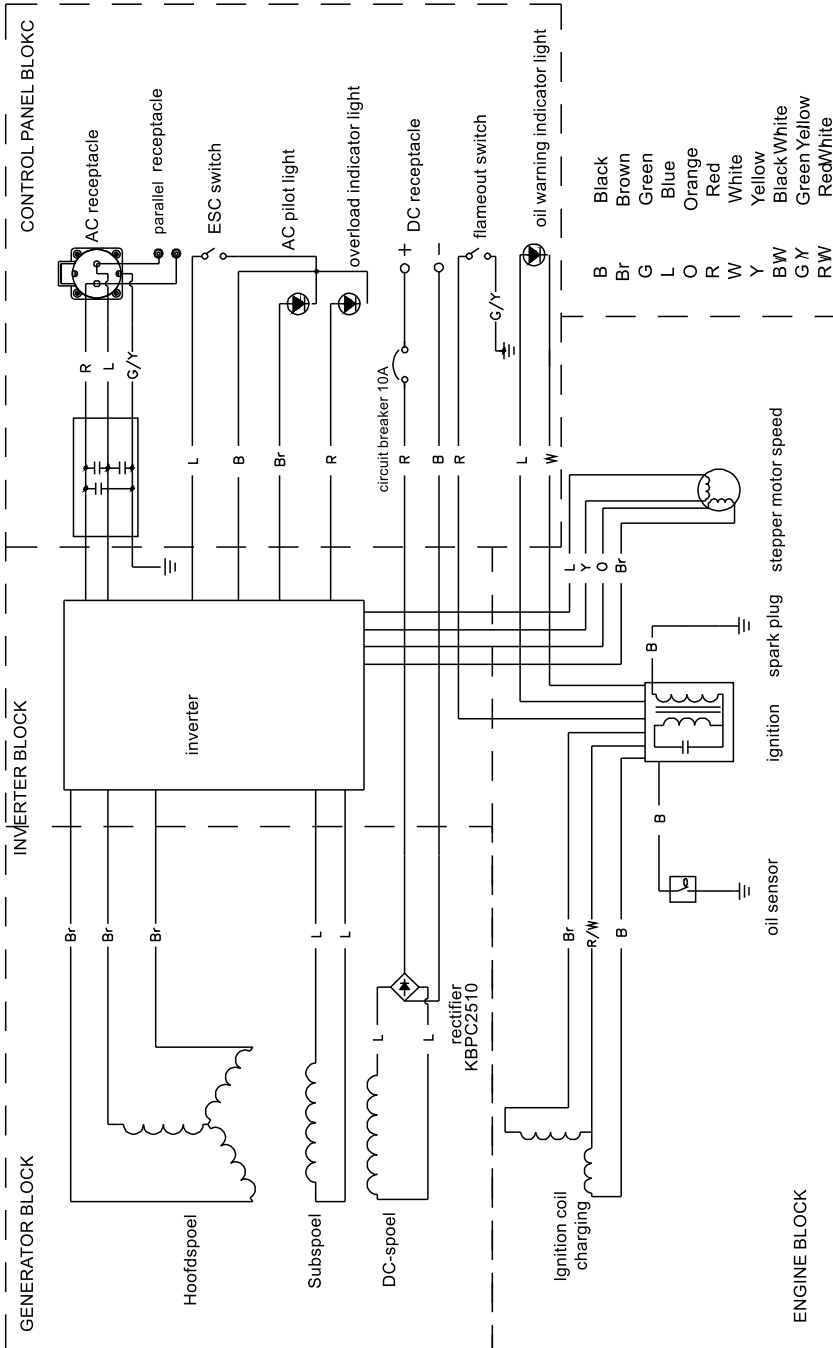 CONTROL PANEL BLOKC
AC receptacle
parallel receptacle
ESC switch
AC pilot light
overload indicator light
DC receptacle
flameout switch
oil warning indicator light
+
-
R
L
G/Y
L
B
Br
R
circuit breaker 10A
R
B
R
G/Y
L
W
B Black
Br Brown
G Green
L Blue
O Orange
R Red
W White
Y Yellow
BW Black White
GY Green Yellow
RW Red White
INVERTER BLOCK
inverter
L
Y
O
Br
stepper motor speed
B
spark plug
ignition
B
oil sensor
GENERATOR BLOCK
Br
Br
Br
L
L
L
L
rectifier
KBPC2510
Hoofdspoel
Subspoel
DC-spoel
Br
R/W
B
Ignition coil
charging
ENGINE BLOCK